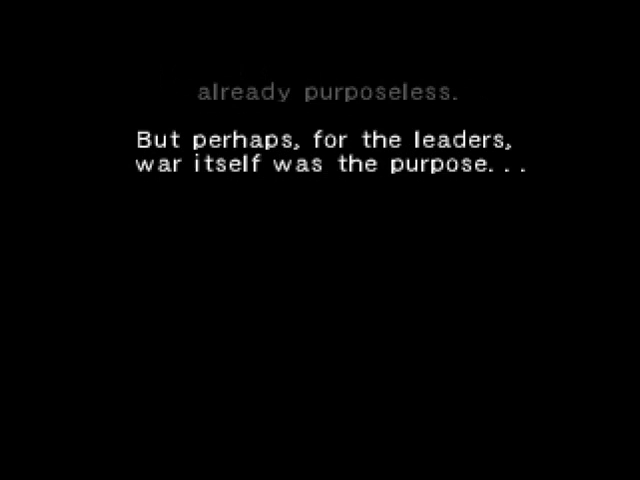 already purposeless.
But perhaps, for the leaders,
war itself was the purpose...